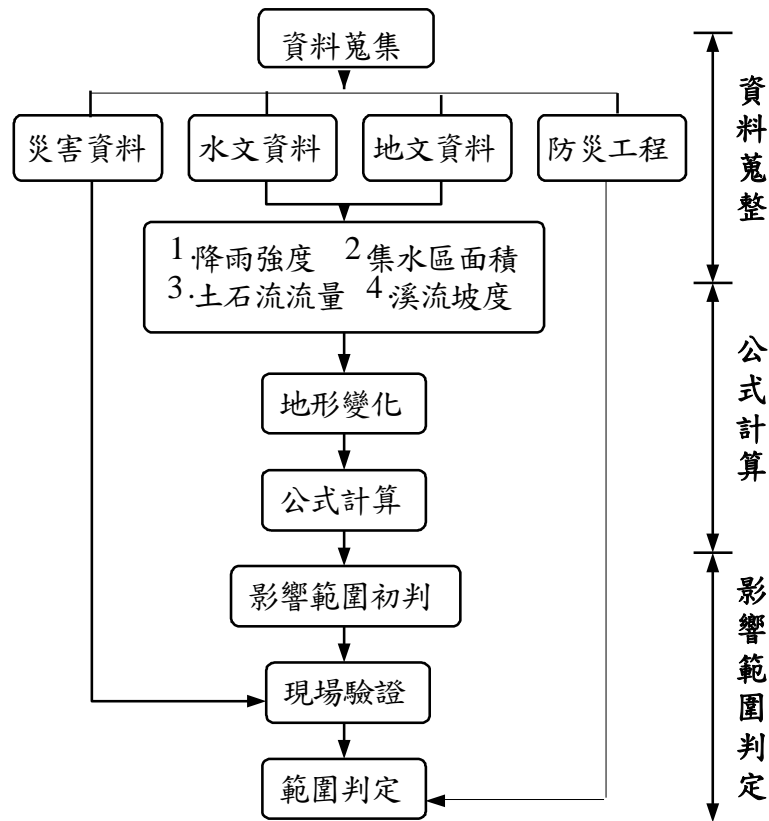 資料蒐集
災害資料
水文資料
地文資料
防災工程
1.降雨強度 2.集水區面積
3.土石流流量 4.溪流坡度
地形變化
公式計算
影響範圍初判
現場驗證
範圍判定
資料蒐整
公式計算
影響範圍判定